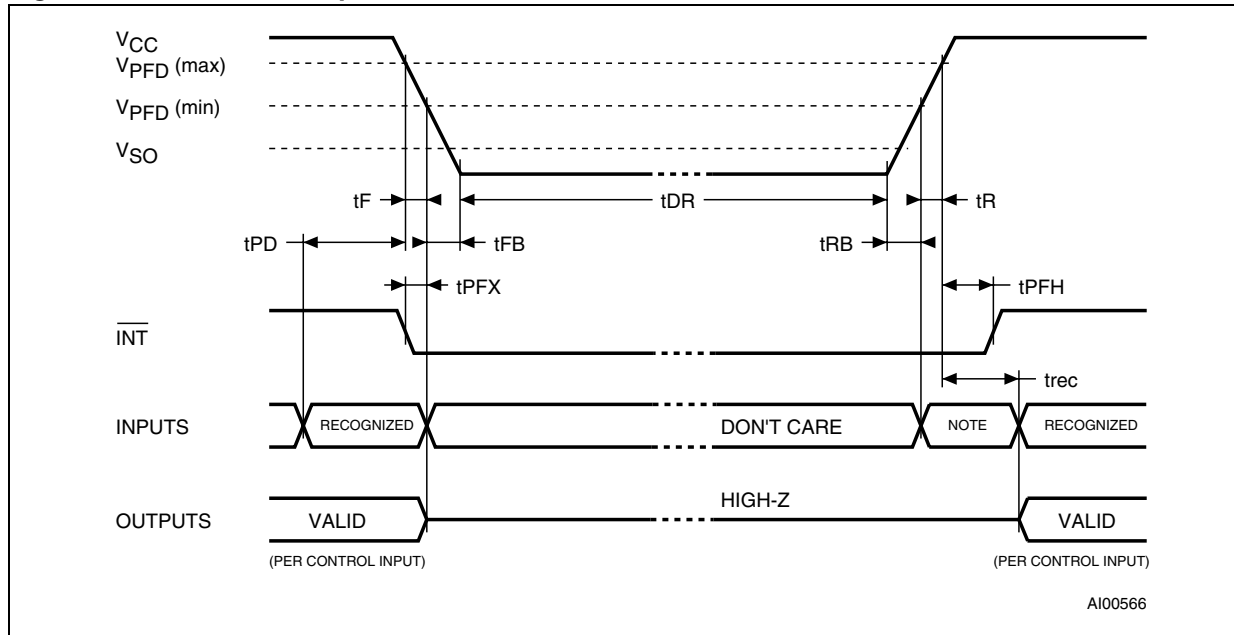 VCC
VPFD (max)
VPFD (min)
VSO
tF
tDR
tR
tPD
tFB
tRB
tPFX
tPFH
INT
trec
INPUTS
RECOGNIZED
DON'T CARE
NOTE
RECOGNIZED
HIGH-Z
OUTPUTS
VALID
VALID
(PER CONTROL INPUT)
(PER CONTROL INPUT)
AI00566